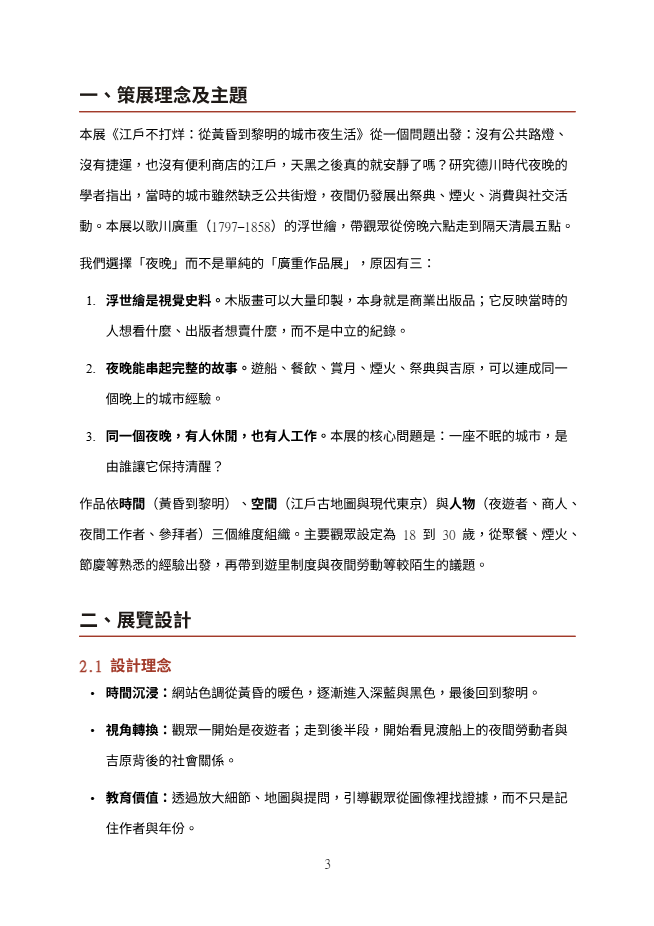 一、策展理念及主題
本展《江戶不打烊：從黃昏到黎明的城市夜生活》從一個問題出發：沒有公共路燈、
沒有捷運，也沒有便利商店的江戶，天黑之後真的就安靜了嗎？研究德川時代夜晚的
學者指出，當時的城市雖然缺乏公共街燈，夜間仍發展出祭典、煙火、消費與社交活
動。本展以歌川廣重（1797–1858）的浮世繪，帶觀眾從傍晚六點走到隔天清晨五點。
我們選擇「夜晚」而不是單純的「廣重作品展」，原因有三：
1. 浮世繪是視覺史料。木版畫可以大量印製，本身就是商業出版品；它反映當時的
人想看什麼、出版者想賣什麼，而不是中立的紀錄。
2. 夜晚能串起完整的故事。遊船、餐飲、賞月、煙火、祭典與吉原，可以連成同一
個晚上的城市經驗。
3. 同一個夜晚，有人休閒，也有人工作。本展的核心問題是：一座不眠的城市，是
由誰讓它保持清醒？
作品依時間（黃昏到黎明）、空間（江戶古地圖與現代東京）與人物（夜遊者、商人、
夜間工作者、參拜者）三個維度組織。主要觀眾設定為 18 到 30 歲，從聚餐、煙火、
節慶等熟悉的經驗出發，再帶到遊里制度與夜間勞動等較陌生的議題。
二、展覽設計
2.1 設計理念
• 時間沉浸：網站色調從黃昏的暖色，逐漸進入深藍與黑色，最後回到黎明。
• 視角轉換：觀眾一開始是夜遊者；走到後半段，開始看見渡船上的夜間勞動者與
吉原背後的社會關係。
• 教育價值：透過放大細節、地圖與提問，引導觀眾從圖像裡找證據，而不只是記
住作者與年份。
3